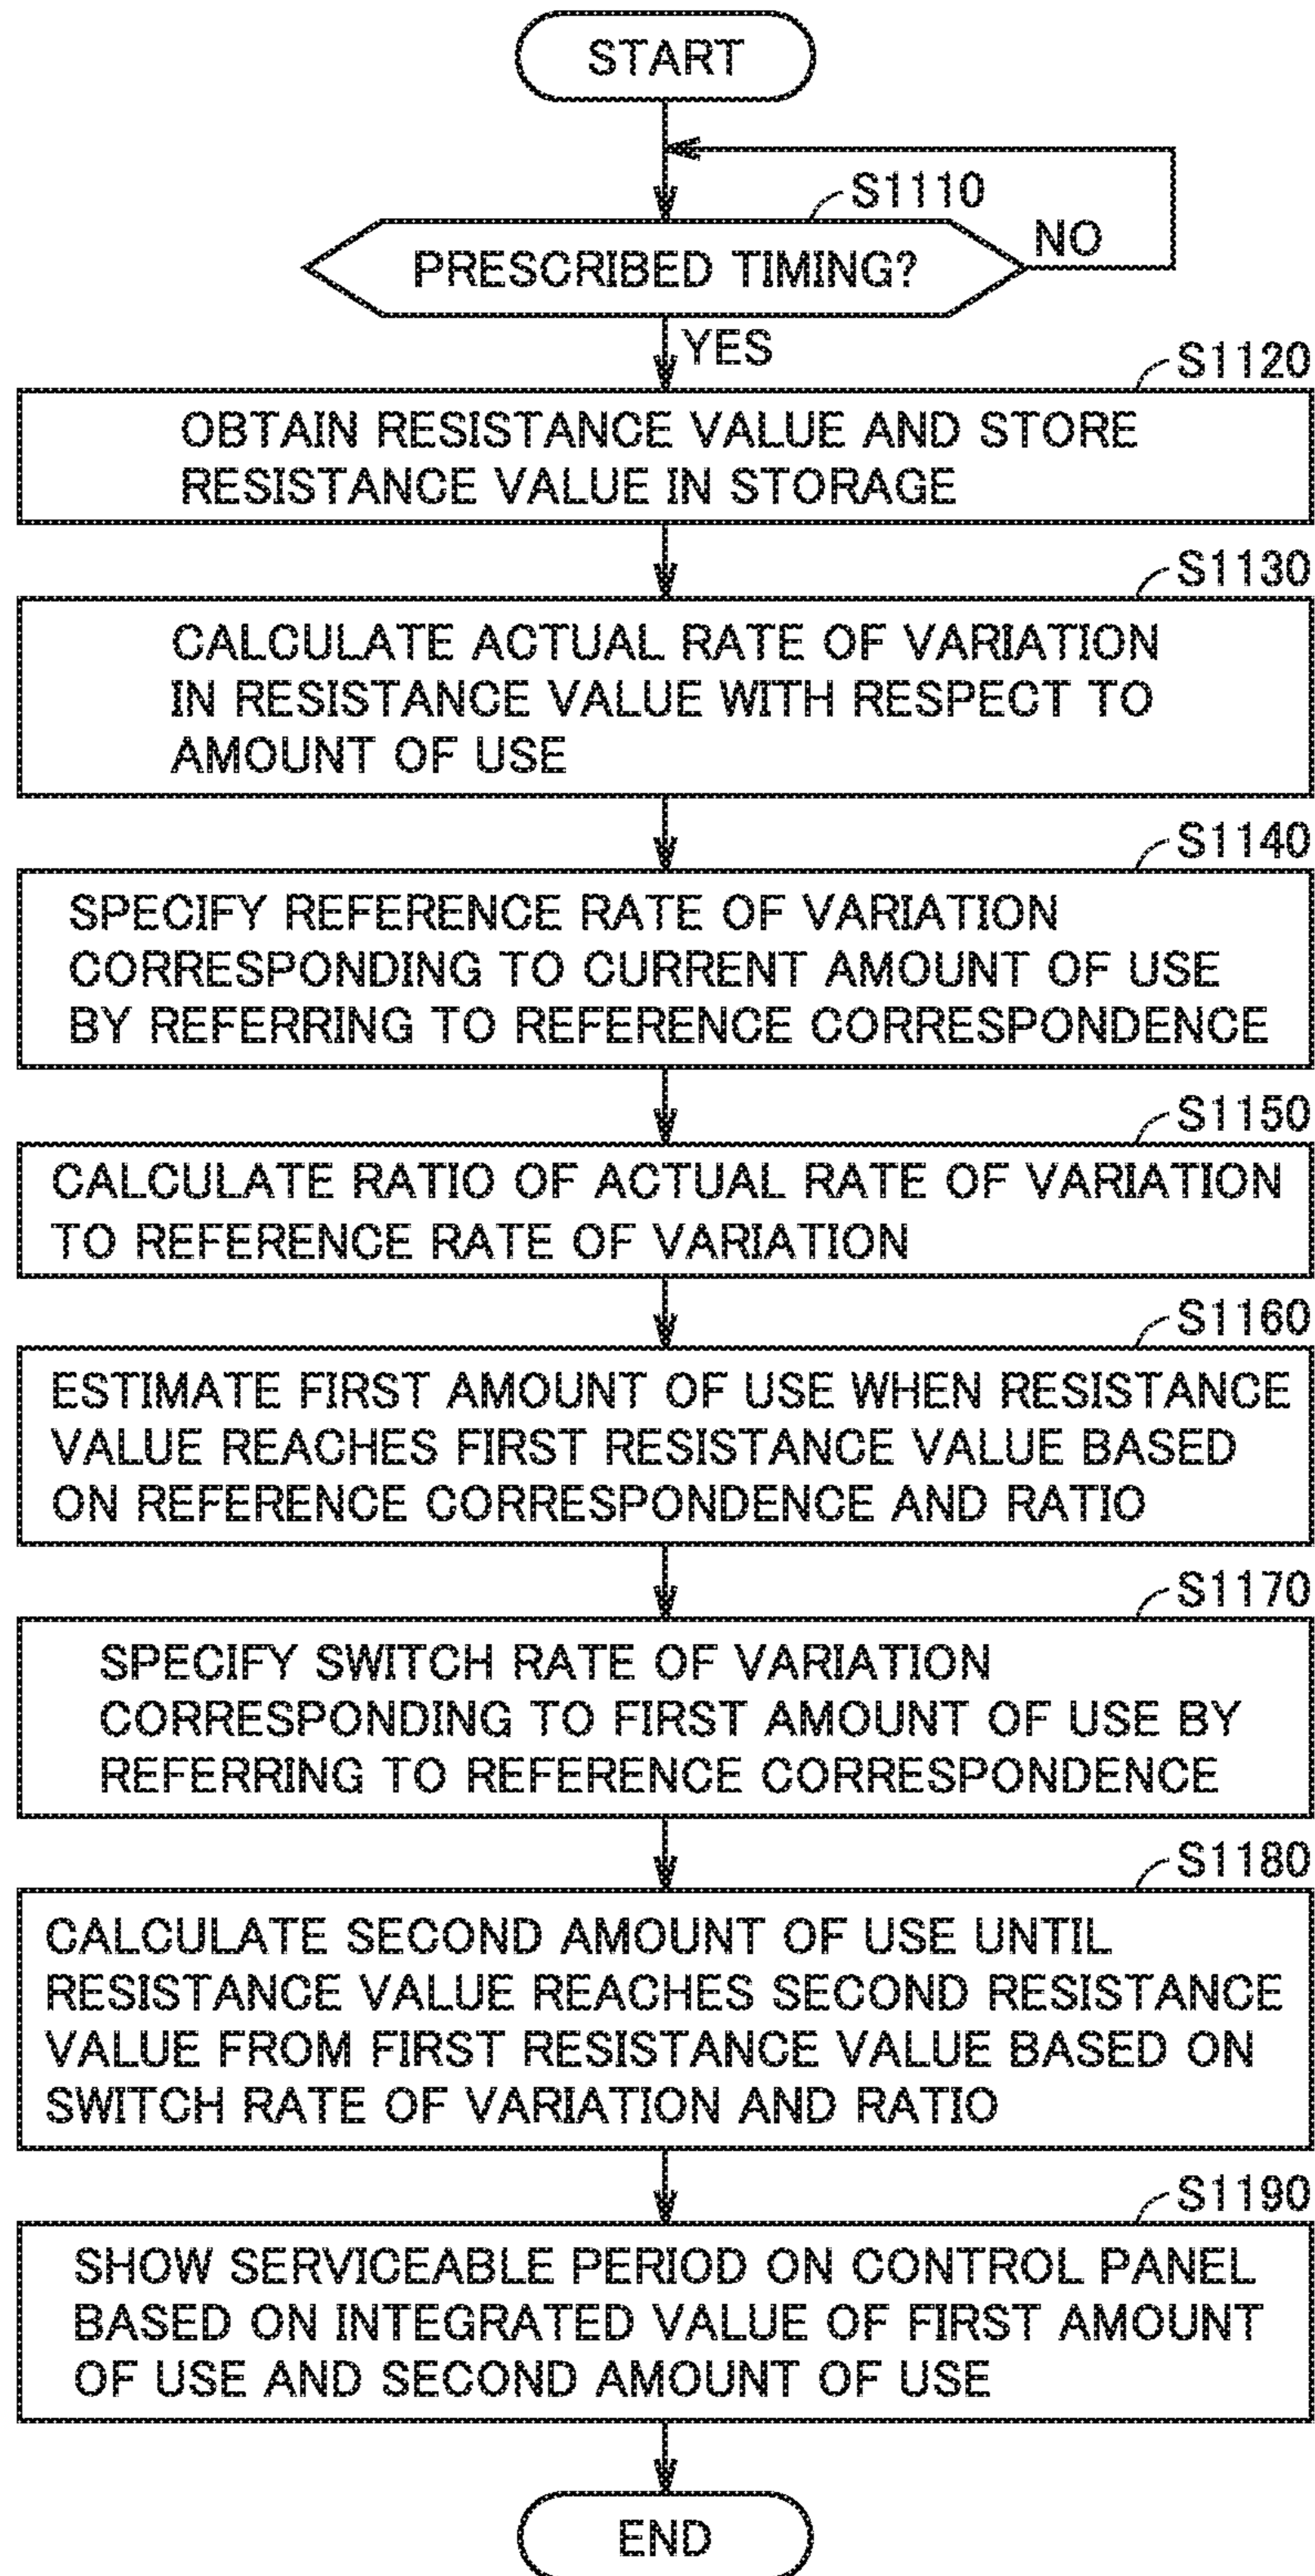 START
S1110
PRESCRIBED TIMING?
NO
YES
S1120
OBTAIN RESISTANCE VALUE AND STORE
RESISTANCE VALUE IN STORAGE
S1130
CALCULATE ACTUAL RATE OF VARIATION
IN RESISTANCE VALUE WITH RESPECT TO
AMOUNT OF USE
S1140
SPECIFY REFERENCE RATE OF VARIATION
CORRESPONDING TO CURRENT AMOUNT OF USE
BY REFERRING TO REFERENCE CORRESPONDENCE
S1150
CALCULATE RATIO OF ACTUAL RATE OF VARIATION
TO REFERENCE RATE OF VARIATION
S1160
ESTIMATE FIRST AMOUNT OF USE WHEN RESISTANCE
VALUE REACHES FIRST RESISTANCE VALUE BASED
ON REFERENCE CORRESPONDENCE AND RATIO
S1170
SPECIFY SWITCH RATE OF VARIATION
CORRESPONDING TO FIRST AMOUNT OF USE BY
REFERRING TO REFERENCE CORRESPONDENCE
S1180
CALCULATE SECOND AMOUNT OF USE UNTIL
RESISTANCE VALUE REACHES SECOND RESISTANCE
VALUE FROM FIRST RESISTANCE VALUE BASED ON
SWITCH RATE OF VARIATION AND RATIO
S1190
SHOW SERVICEABLE PERIOD ON CONTROL PANEL
BASED ON INTEGRATED VALUE OF FIRST AMOUNT
OF USE AND SECOND AMOUNT OF USE
END